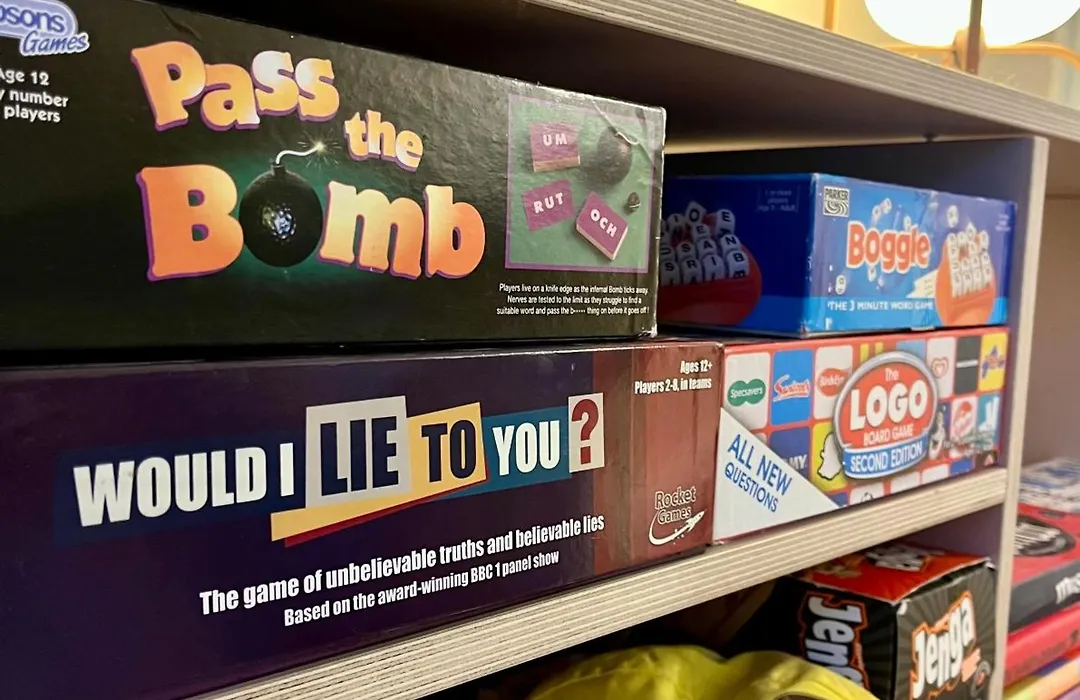 Games
Age 12
number
players
Pass
the
Bomb
UM
RUT
OCH
Players live on a knife edge as the infernal Bomb ticks away.
Nerves are tested to the limit as they struggle to find a
suitable word and pass the b----- thing on before it goes off !
PARKER
Boggle
THE 3 MINUTE WORD GAME
WOULD I LIE TO YOU ?
The game of unbelievable truths and believable lies
Based on the award-winning BBC 1 panel show
Ages 12+
Players 2-8, in teams
Rocket
Games
Specsavers
Swizzels
BirdsEye
The
LOGO
BOARD GAME
SECOND EDITION
ALL NEW
QUESTIONS
Jenga